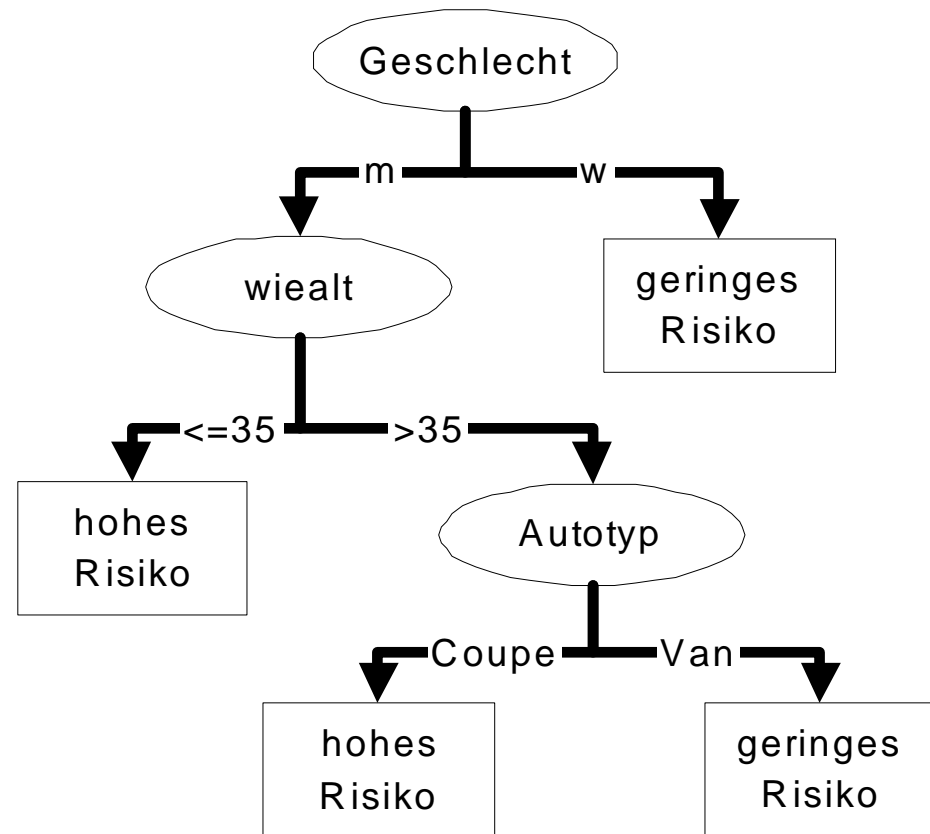 Geschlecht
m
w
wiealt
geringes
Risiko
<=35
>35
hohes
Risiko
Autotyp
Coupe
Van
hohes
Risiko
geringes
Risiko